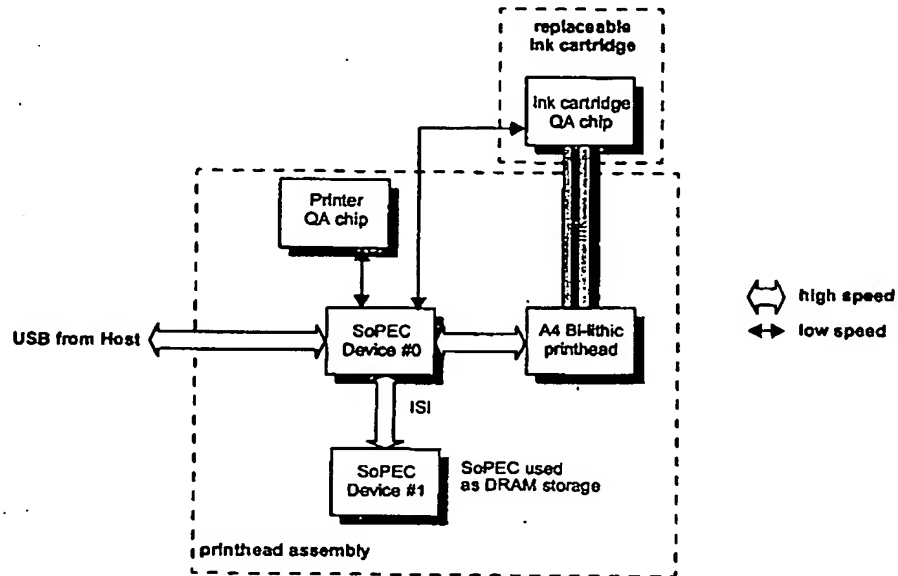 replaceable
ink cartridge
Ink cartridge
QA chip
Printer
QA chip
high speed
low speed
USB from Host
SoPEC
Device #0
A4 Bi-lithic
printhead
ISI
SoPEC
Device #1
SoPEC used
as DRAM storage
printhead assembly